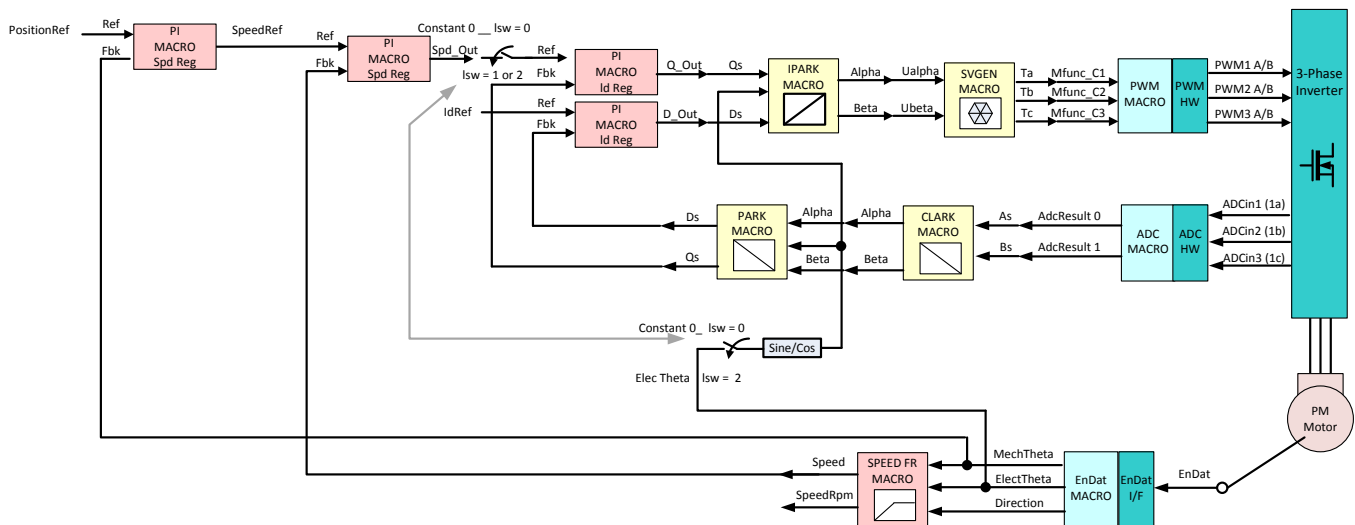 PositionRef
Ref
Fbk
PI
MACRO
Spd Reg
SpeedRef
Ref
Fbk
PI
MACRO
Spd Reg
Constant 0 __ lsw = 0
Spd_Out
lsw = 1 or 2
Ref
Fbk
PI
MACRO
Id Reg
Q_Out
Qs
IdRef
Ref
Fbk
PI
MACRO
Id Reg
D_Out
Ds
IPARK
MACRO
Alpha
Ualpha
Beta
Ubeta
SVGEN
MACRO
Ta
Mfunc_C1
Tb
Mfunc_C2
Tc
Mfunc_C3
PWM
MACRO
PWM
HW
PWM1 A/B
PWM2 A/B
PWM3 A/B
3-Phase
Inverter
Ds
Qs
PARK
MACRO
Alpha
Alpha
Beta
Beta
CLARK
MACRO
As
AdcResult 0
Bs
AdcResult 1
ADC
MACRO
ADC
HW
ADCin1 (1a)
ADCin2 (1b)
ADCin3 (1c)
Constant 0_ lsw = 0
Sine/Cos
Elec Theta
lsw = 2
PM
Motor
Speed
SpeedRpm
SPEED FR
MACRO
MechTheta
ElectTheta
Direction
EnDat
MACRO
EnDat
I/F
EnDat